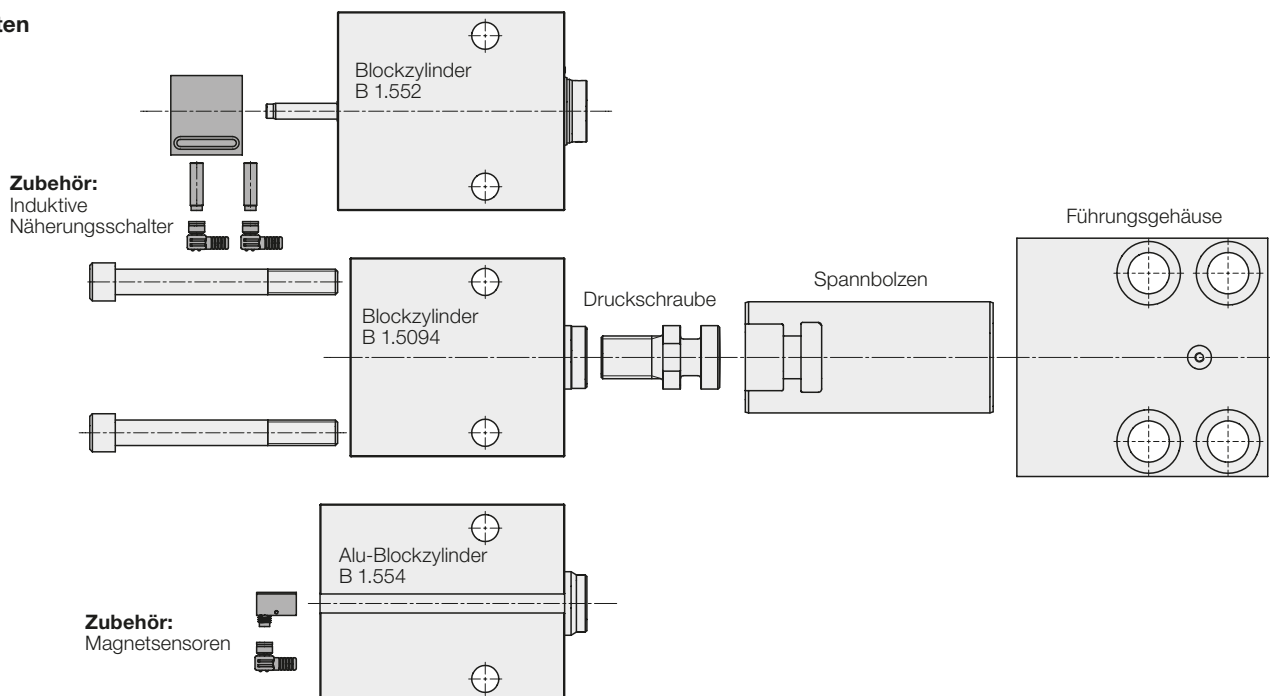 ten
Blockzylinder
B 1.552
Zubehör:
Induktive
Näherungsschalter
Führungsgehäuse
Blockzylinder
B 1.5094
Druckschraube
Spannbolzen
Alu-Blockzylinder
B 1.554
Zubehör:
Magnetsensoren